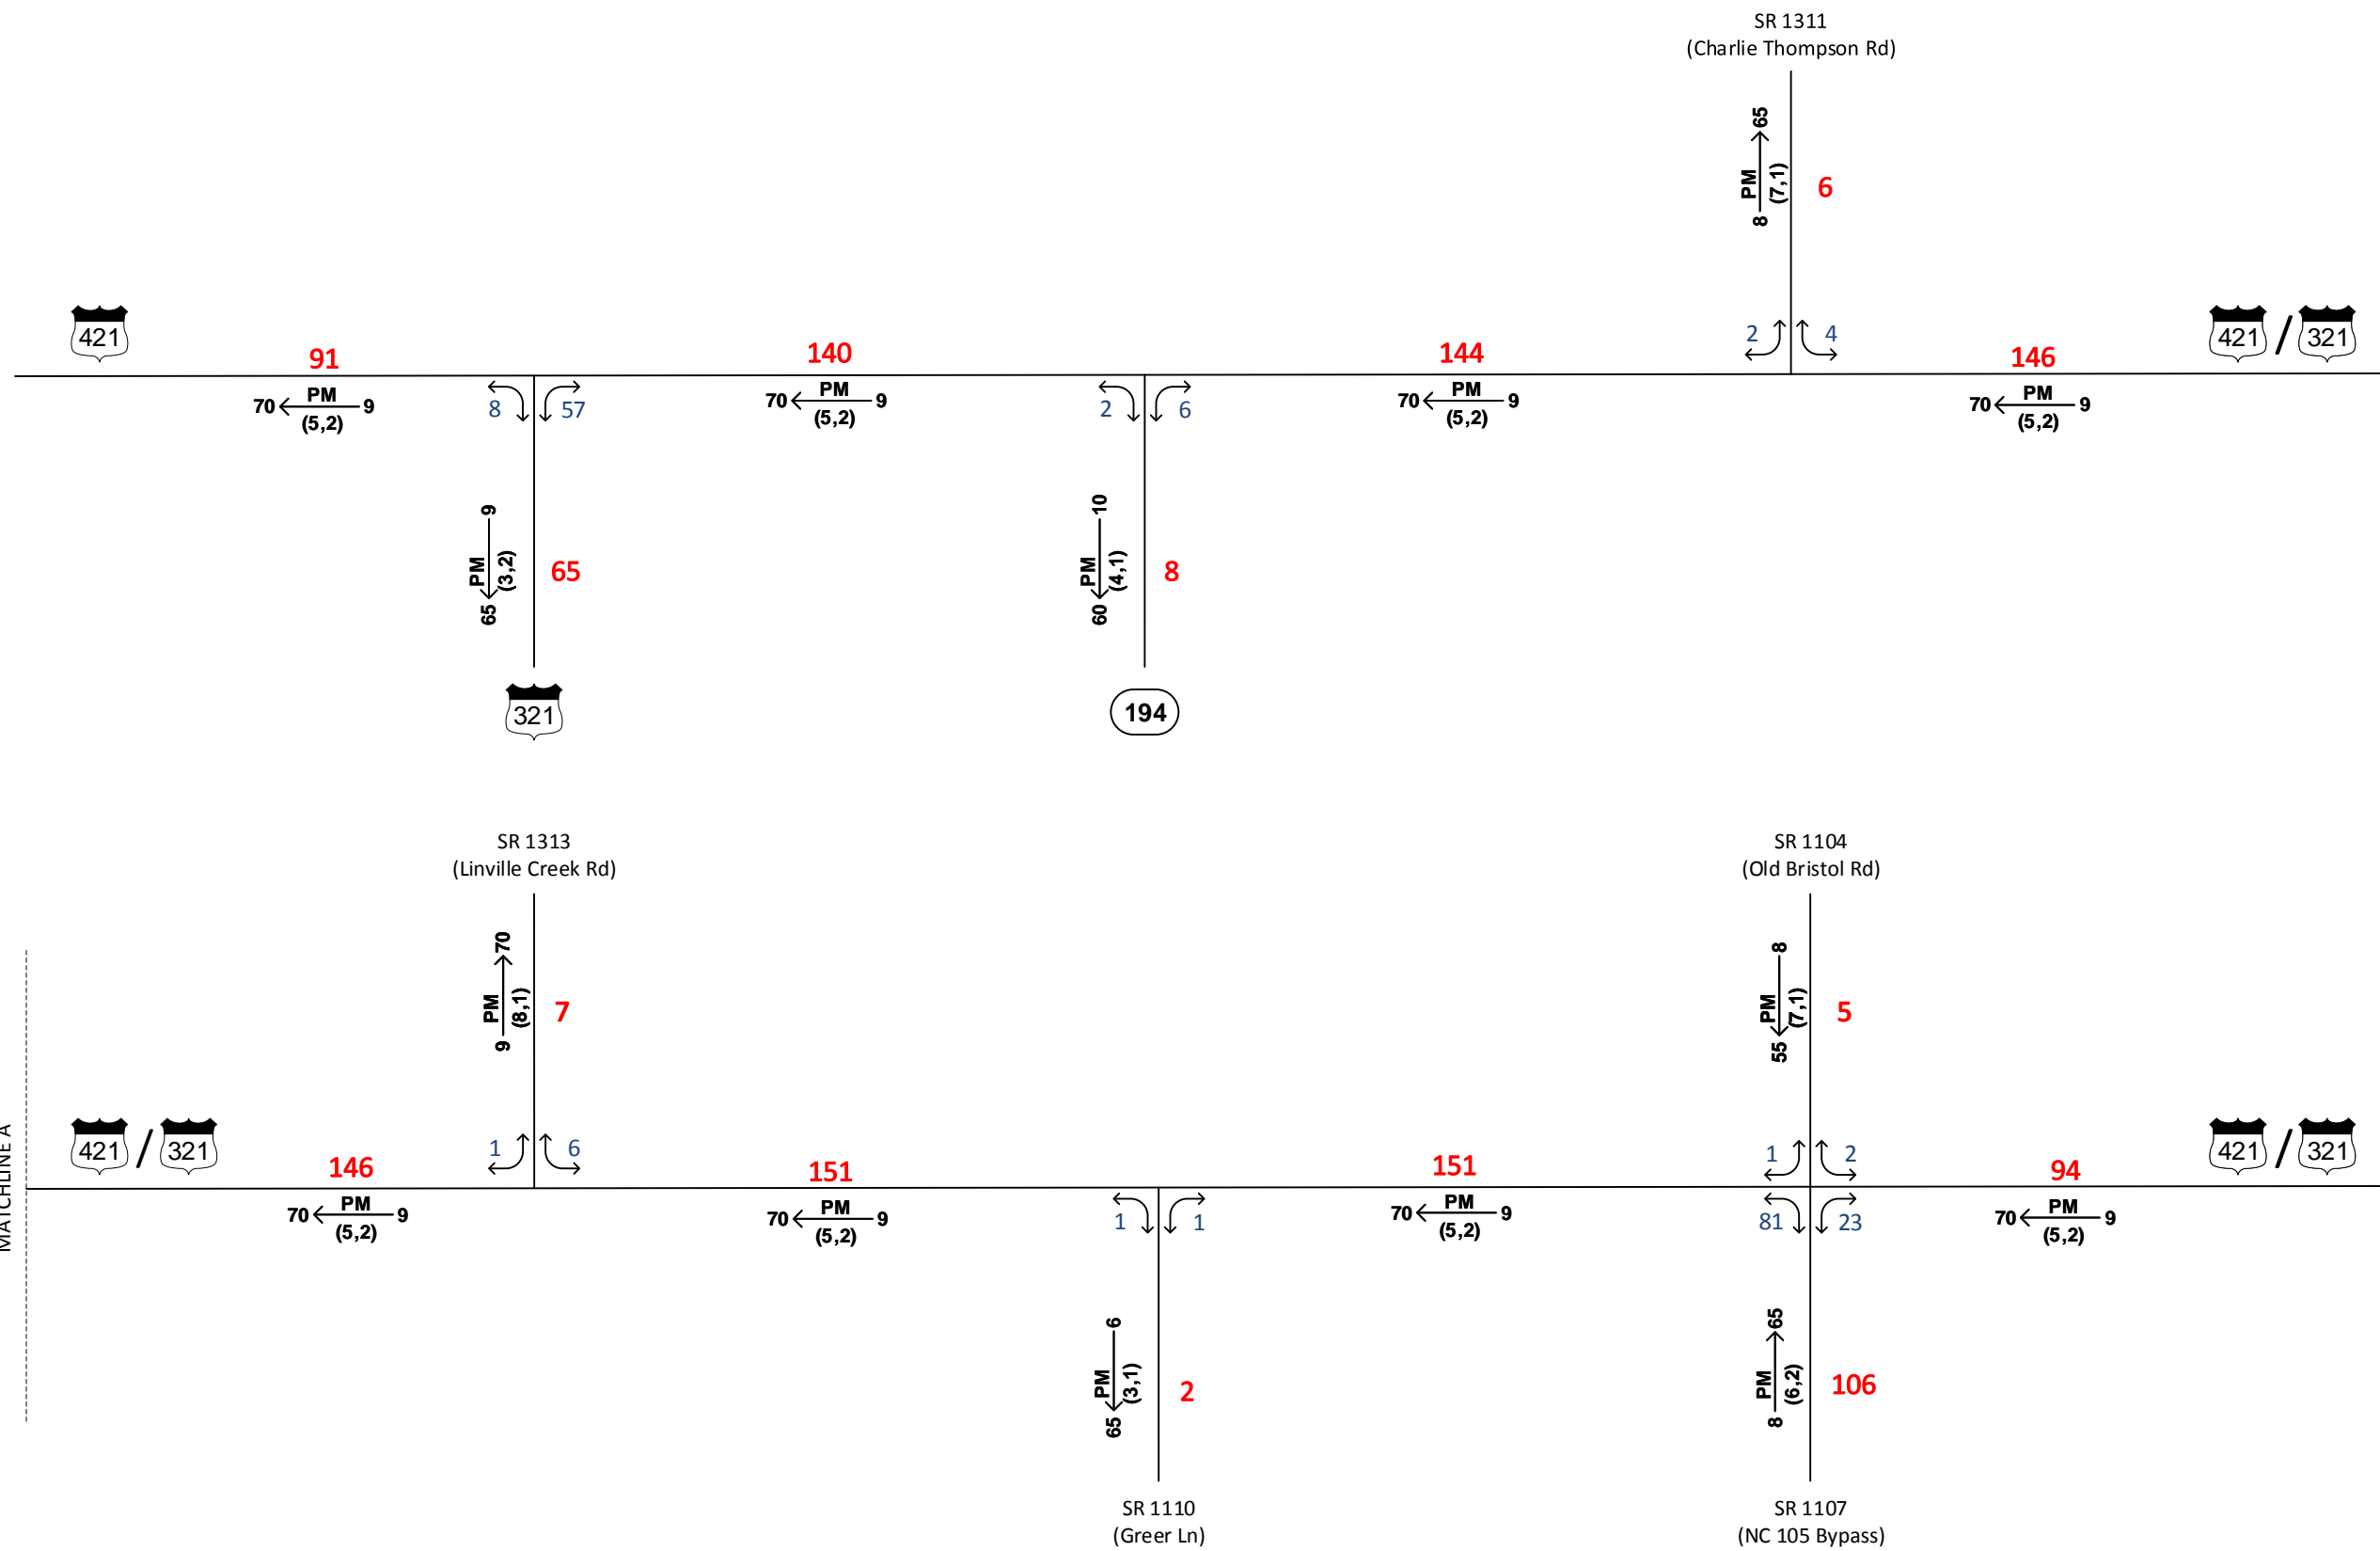 SR 1311
(Charlie Thompson Rd)
65
PM
(7,1)
8
6
421
91
140
144
2
4
146
421 / 321
70 PM 9
(5,2)
8
57
70 PM 9
(5,2)
2
6
70 PM 9
(5,2)
70 PM 9
(5,2)
9
PM
(3,2)
65
65
10
PM
(4,1)
60
8
321
194
SR 1313
(Linville Creek Rd)
SR 1104
(Old Bristol Rd)
70
PM
(8,1)
9
7
8
PM
(7,1)
55
5
MATCHLINE A
421 / 321
146
1
6
151
151
1
2
94
421 / 321
70 PM 9
(5,2)
70 PM 9
(5,2)
1
1
70 PM 9
(5,2)
81
23
70 PM 9
(5,2)
6
PM
(3,1)
65
2
65
PM
(6,2)
8
106
SR 1110
(Greer Ln)
SR 1107
(NC 105 Bypass)